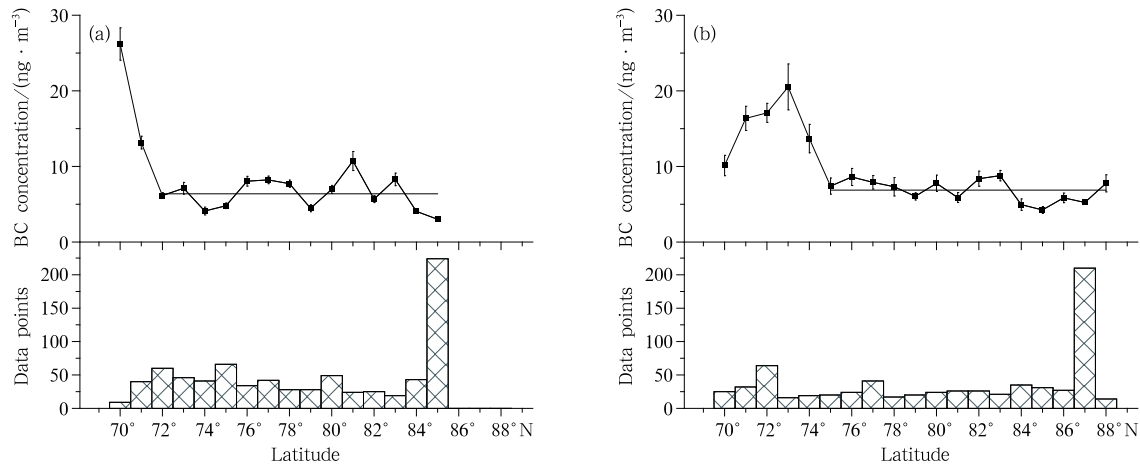 30
(a)
20
10
0
BC concentration/(ng · m⁻³)
200
150
100
50
0
Data points
70° 72° 74° 76° 78° 80° 82° 84° 86° 88° N
Latitude
30
(b)
20
10
0
BC concentration/(ng · m⁻³)
200
150
100
50
0
Data points
70° 72° 74° 76° 78° 80° 82° 84° 86° 88° N
Latitude